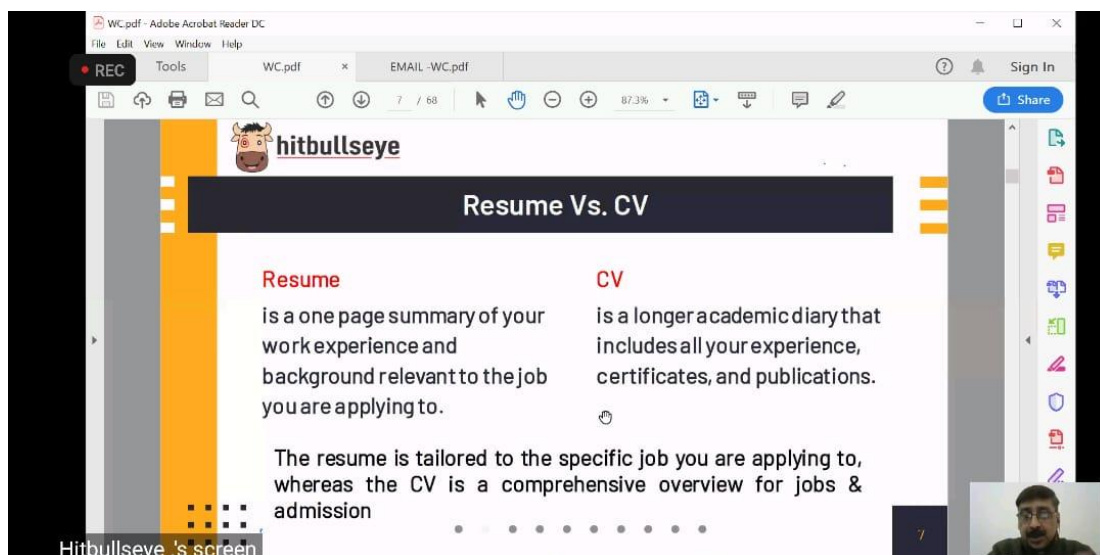 WC.pdf - Adobe Acrobat Reader DC
File Edit View Window Help
REC
Tools WC.pdf × EMAIL -WC.pdf
Sign In
7 / 68 87.3%
Share
hitbullseye
Resume Vs. CV
Resume
is a one page summary of your
work experience and
background relevant to the job
you are applying to.
CV
is a longer academic diary that
includes all your experience,
certificates, and publications.
The resume is tailored to the specific job you are applying to,
whereas the CV is a comprehensive overview for jobs &
admission
7
Hitbullseye .'s screen